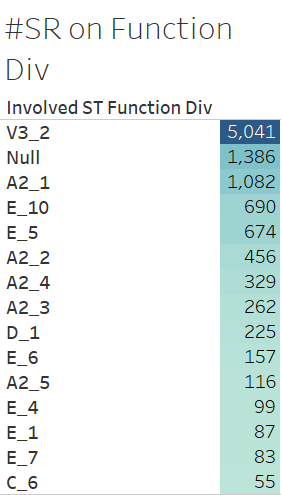 #SR on Function
Div
Involved ST Function Div
V3_2 5,041
Null 1,386
A2_1 1,082
E_10 690
E_5 674
A2_2 456
A2_4 329
A2_3 262
D_1 225
E_6 157
A2_5 116
E_4 99
E_1 87
E_7 83
C_6 55